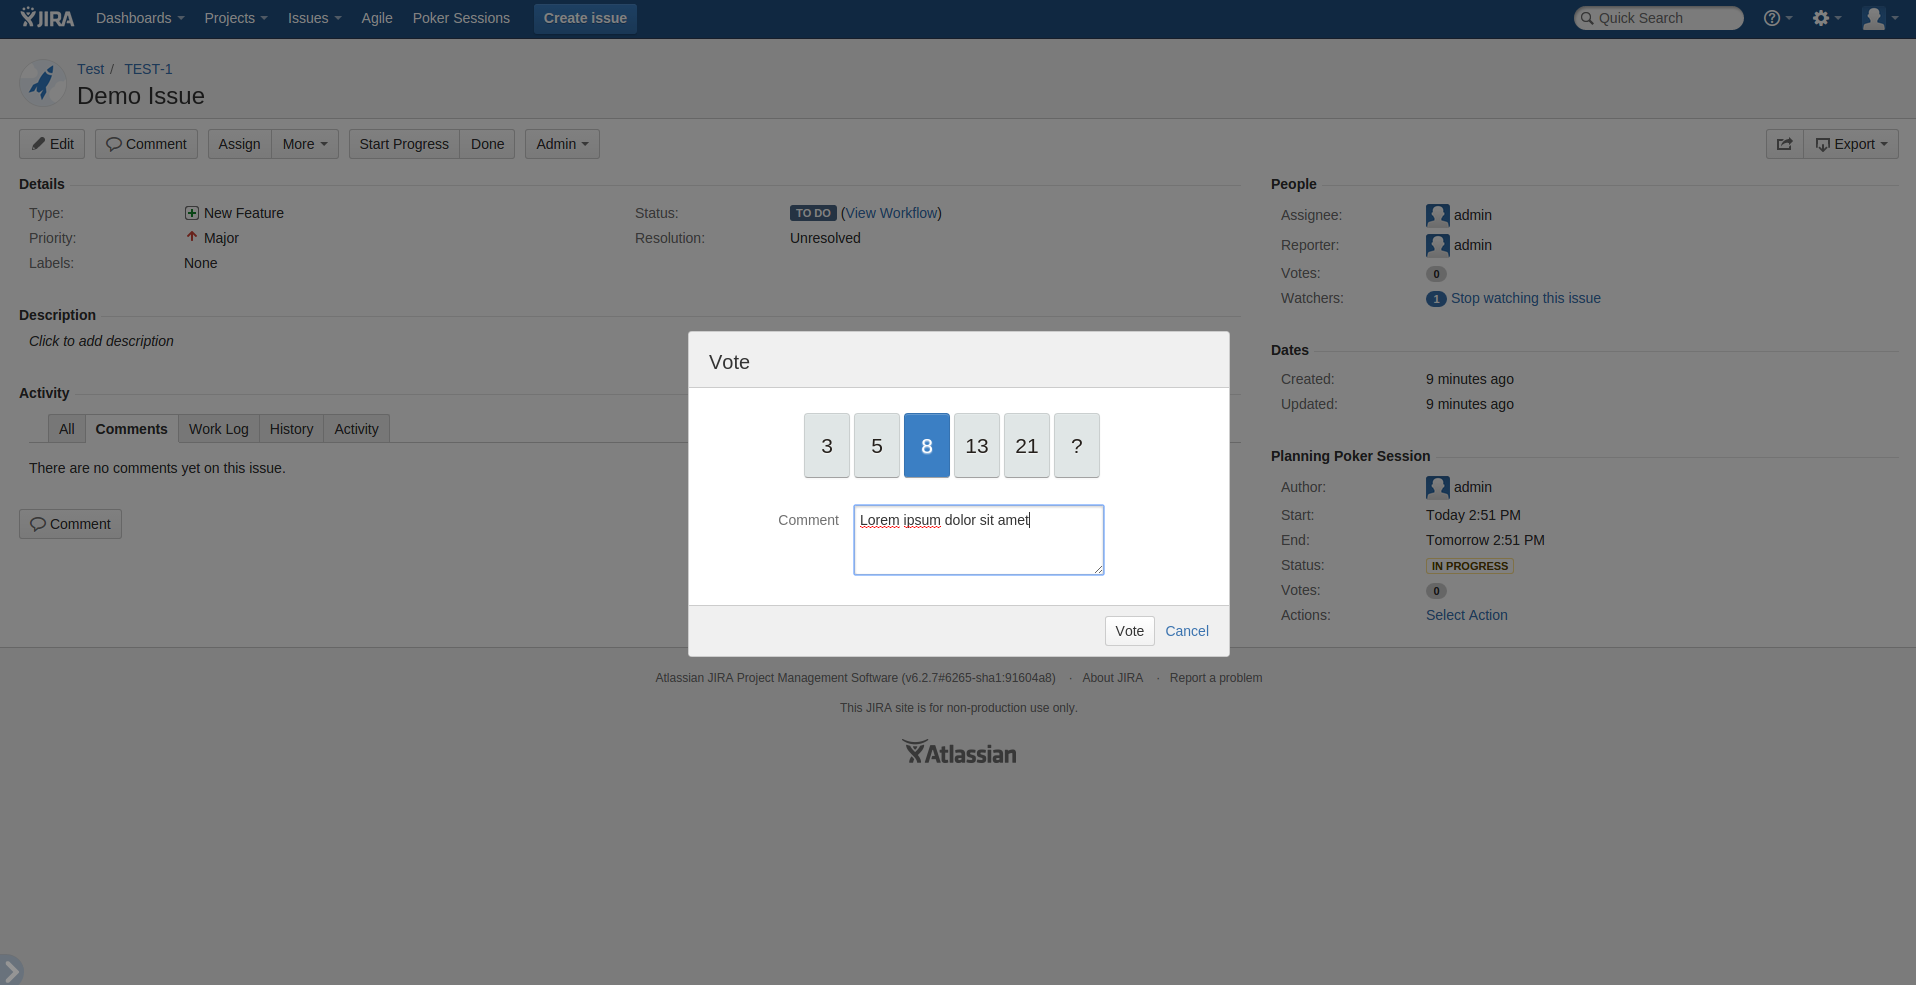 JIRA Dashboards Projects Issues Agile Poker Sessions Create issue Quick Search
Test / TEST-1
Demo Issue
Edit Comment Assign More Start Progress Done Admin Export
Details
Type: New Feature
Priority: Major
Labels: None
Status: TO DO (View Workflow)
Resolution: Unresolved
Description
Click to add description
Activity
All Comments Work Log History Activity
There are no comments yet on this issue.
Comment
People
Assignee: admin
Reporter: admin
Votes: 0
Watchers: 1 Stop watching this issue
Dates
Created: 9 minutes ago
Updated: 9 minutes ago
Planning Poker Session
Author: admin
Start: Today 2:51 PM
End: Tomorrow 2:51 PM
Status: IN PROGRESS
Votes: 0
Actions: Select Action
Vote
3 5 8 13 21 ?
Comment Lorem ipsum dolor sit amet
Vote Cancel
Atlassian JIRA Project Management Software (v6.2.7#6265-sha1:91604a8) · About JIRA · Report a problem
This JIRA site is for non-production use only.
Atlassian